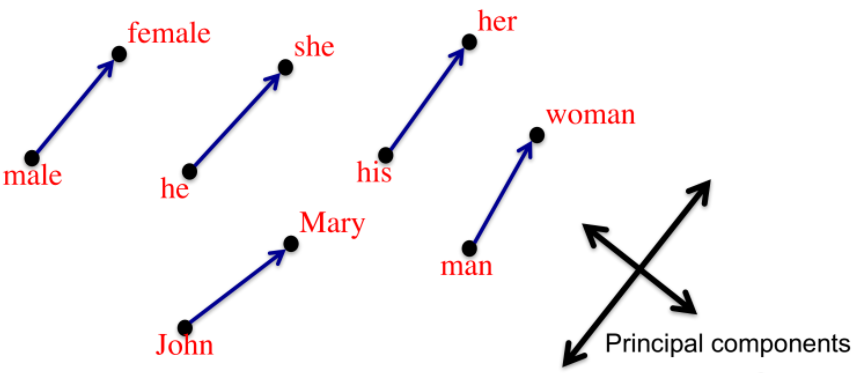 female
she
her
male
he
his
woman
Mary
man
John
Principal components